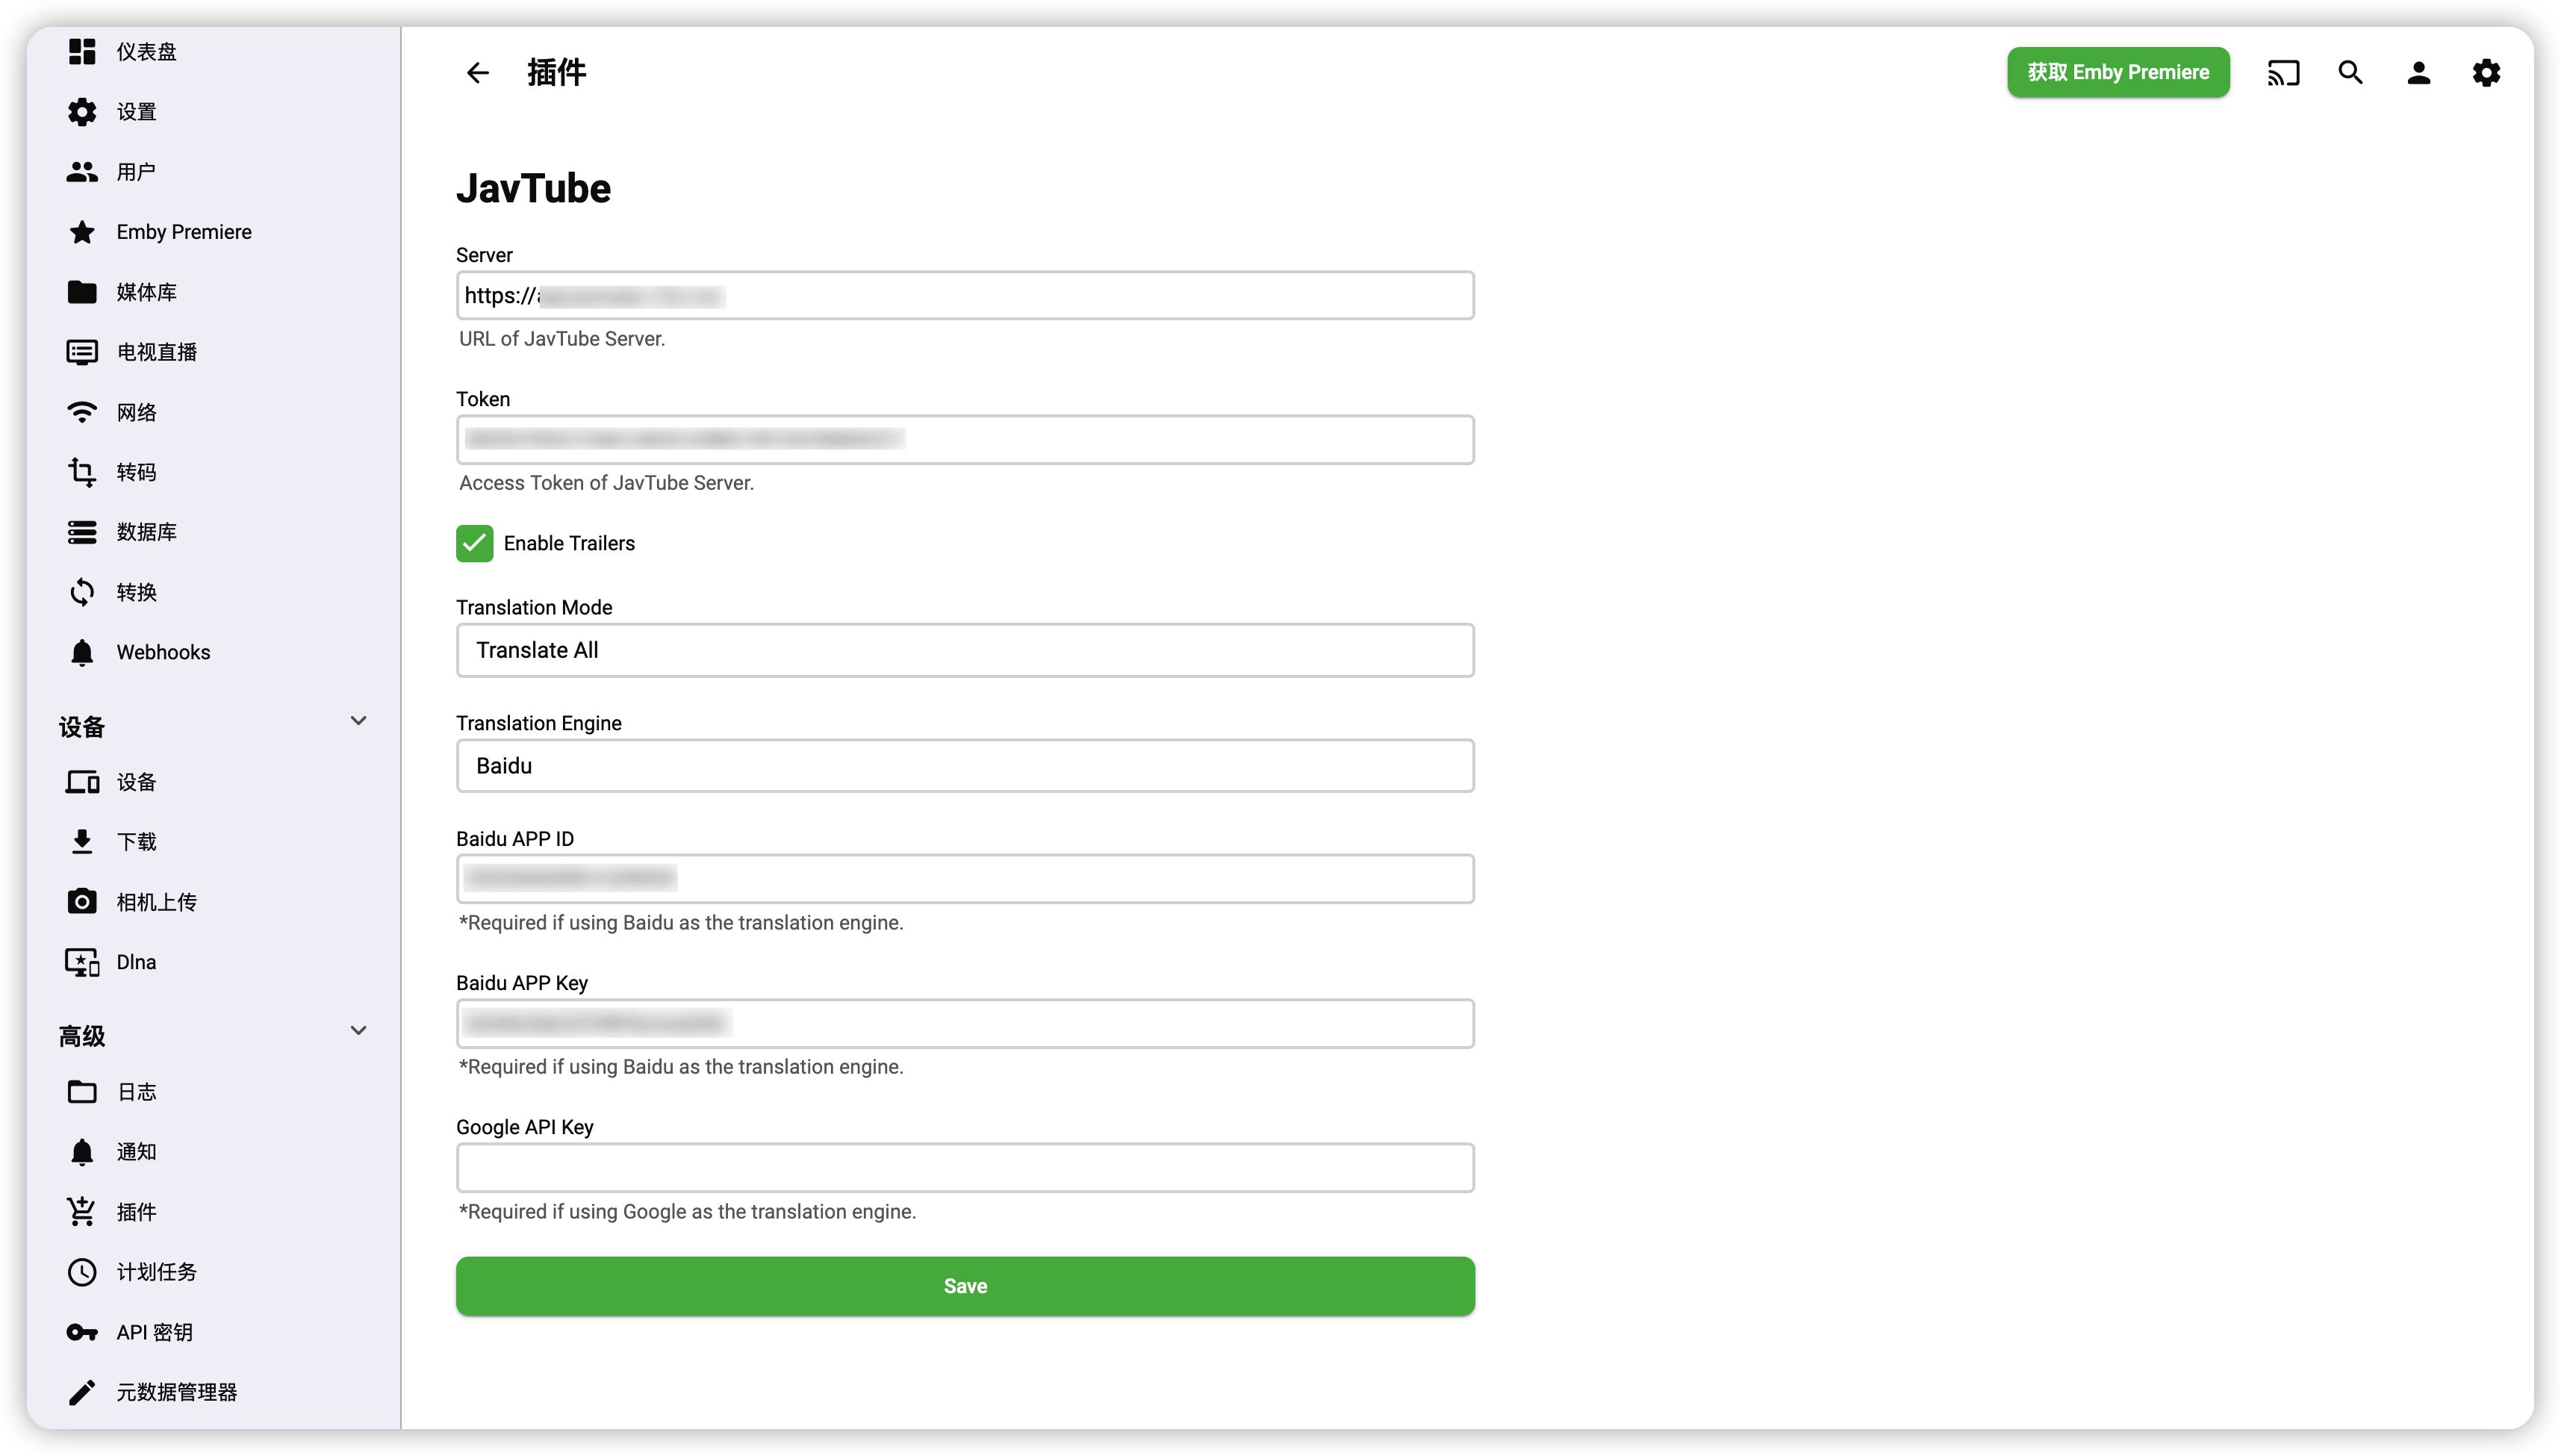 仪表盘
设置
用户
Emby Premiere
媒体库
电视直播
网络
转码
数据库
转换
Webhooks
设备
设备
下载
相机上传
Dlna
高级
日志
通知
插件
计划任务
API 密钥
元数据管理器
插件
获取 Emby Premiere
JavTube
Server
https://
URL of JavTube Server.
Token
Access Token of JavTube Server.
Enable Trailers
Translation Mode
Translate All
Translation Engine
Baidu
Baidu APP ID
*Required if using Baidu as the translation engine.
Baidu APP Key
*Required if using Baidu as the translation engine.
Google API Key
*Required if using Google as the translation engine.
Save